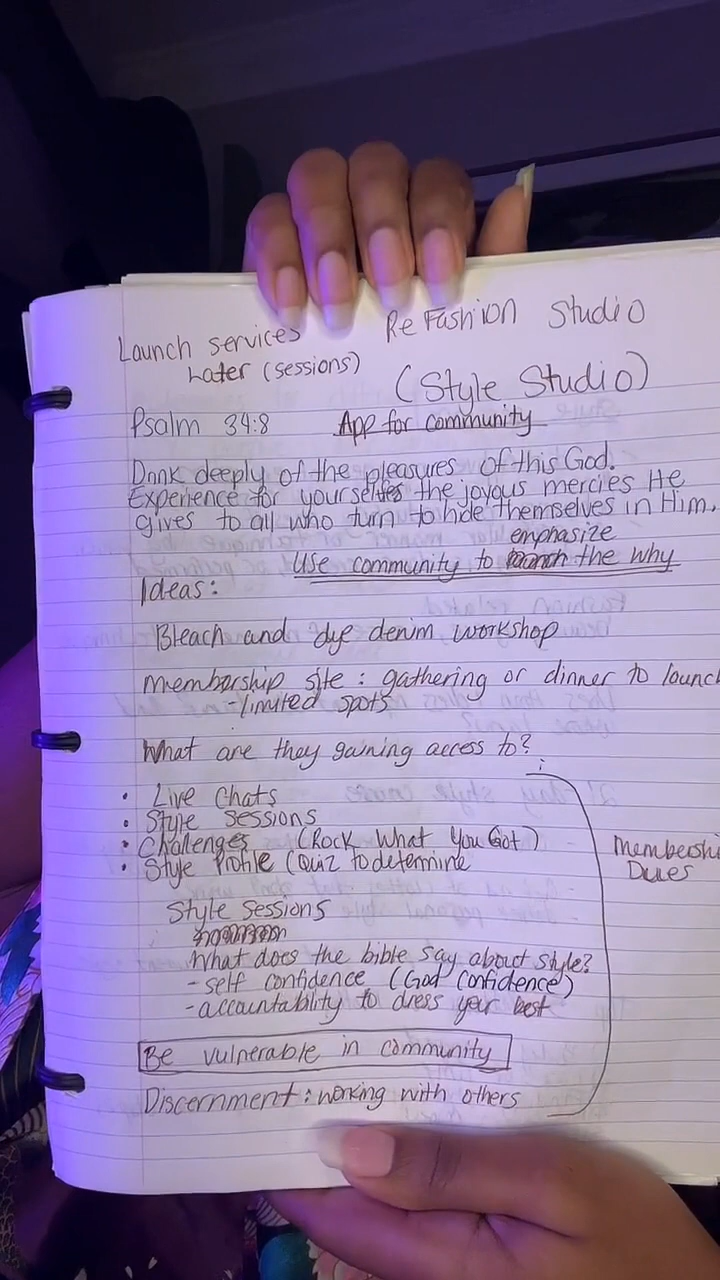 Launch services
Later (sessions)
ReFashion Studio
(Style Studio)
Psalm 34:8
App for community
Drink deeply of the pleasures of this God.
Experience for yourselves the joyous mercies He
gives to all who turn to hide themselves in Him.
emphasize
Use community to the why
Ideas:
Bleach and dye denim workshop
Membership site: gathering or dinner to launch
-limited spots
What are they gaining access to?
• Live Chats
• Style Sessions
• Challenges (Rock What You Got)
• Style Profile (Quiz to determine
Membershi
Dues
Style Sessions
What does the bible say about style?
- self confidence (God Confidence)
- accountability to dress your best
Be vulnerable in community
Discernment: working with others